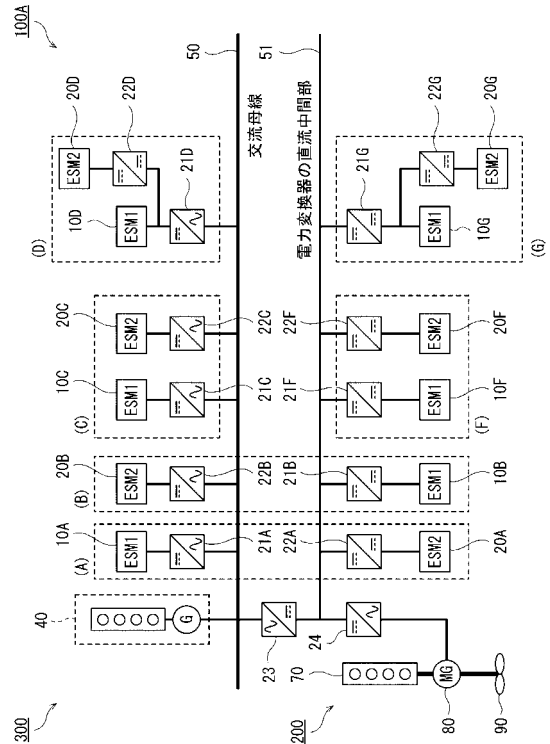 100A
300
200
40
G
(A)
10A
ESM1
21A
22A
ESM2
20A
(B)
20B
ESM2
22B
21B
ESM1
10B
(C)
10C
ESM1
21C
20C
ESM2
22C
(D)
10D
ESM1
20D
ESM2
22D
21D
50
交流母線
51
電力変換器の直流中間部
21F
ESM1
10F
22F
ESM2
20F
(F)
21G
ESM1
10G
22G
ESM2
20G
(G)
23
24
70
MG
80
90